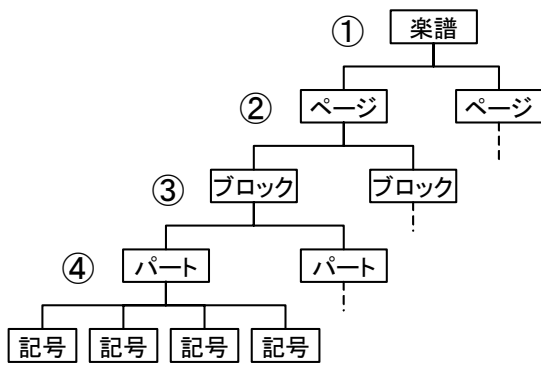 ① 楽譜
② ページ ページ
③ ブロック ブロック
④ パート パート
記号 記号 記号 記号